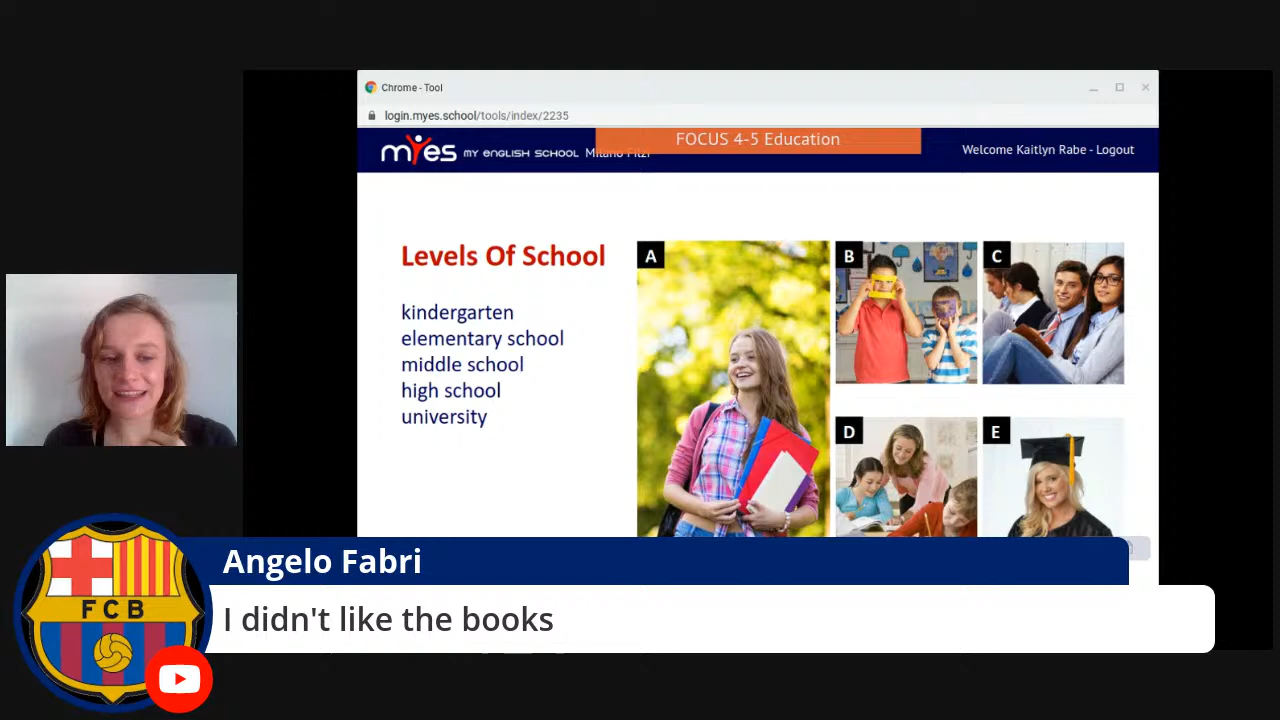 Chrome - Tool
login.myes.school/tools/index/2235
FOCUS 4-5 Education
myes MY ENGLISH SCHOOL Milano Filzi
Welcome Kaitlyn Rabe - Logout
Levels Of School
kindergarten
elementary school
middle school
high school
university
A
B
C
D
E
Angelo Fabri
I didn't like the books
FCB